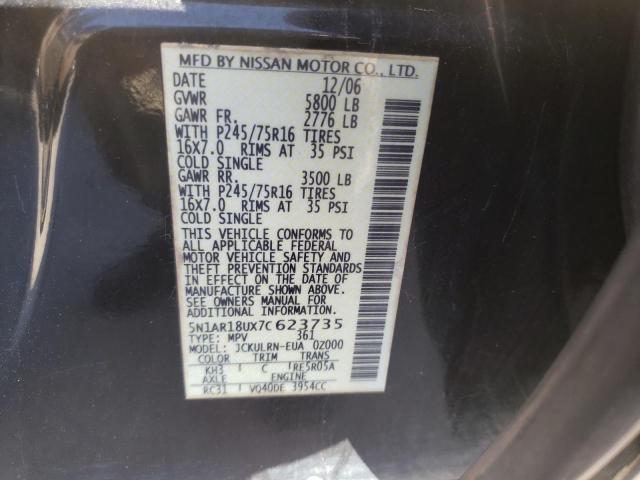 MFD BY NISSAN MOTOR CO., LTD.
DATE 12/06
GVWR 5800 LB
GAWR FR. 2776 LB
WITH P245/75R16 TIRES
16X7.0 RIMS AT 35 PSI
COLD SINGLE
GAWR RR. 3500 LB
WITH P245/75R16 TIRES
16X7.0 RIMS AT 35 PSI
COLD SINGLE
THIS VEHICLE CONFORMS TO
ALL APPLICABLE FEDERAL
MOTOR VEHICLE SAFETY AND
THEFT PREVENTION STANDARDS
IN EFFECT ON THE DATE OF
MANUFACTURE SHOWN ABOVE.
SEE OWNERS MANUAL FOR
ADDITIONAL INFORMATION.
5N1AR18UX7C623735
TYPE: MPV 361
MODEL: JCKULRN-EUA 0Z000
COLOR TRIM TRANS
KH3 C RE5R05A
AXLE ENGINE
RC31 VQ40DE 3954CC